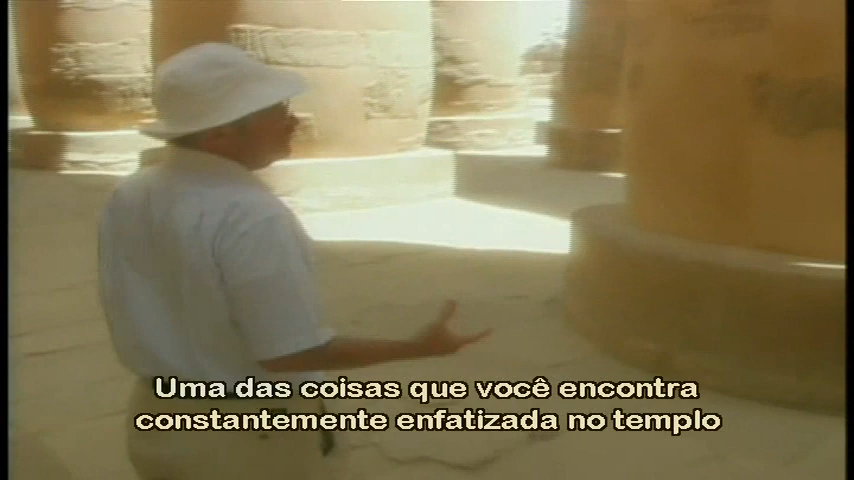 Uma das coisas que você encontra
constantemente enfatizada no templo